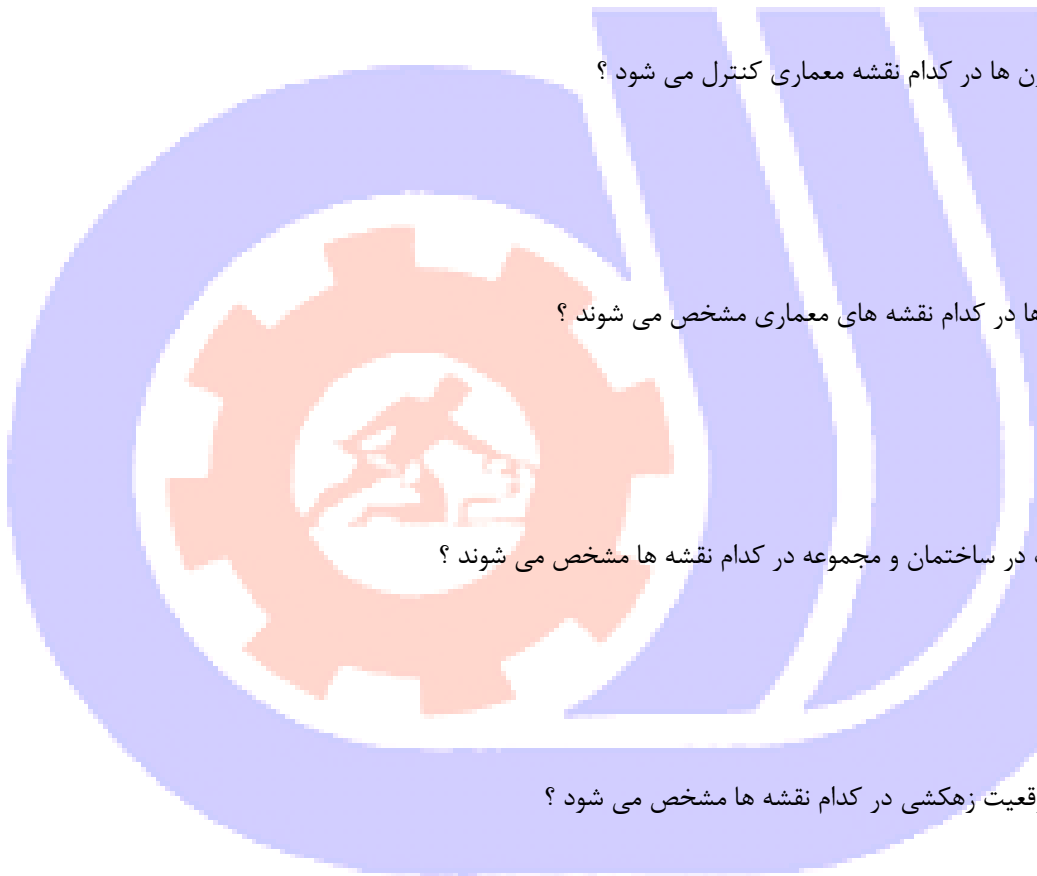 ها در کدام نقشه معماری کنترل می شود ؟
ها در کدام نقشه های معماری مشخص می شوند ؟
در ساختمان و مجموعه در کدام نقشه ها مشخص می شوند ؟
زهکشی در کدام نقشه ها مشخص می شود ؟